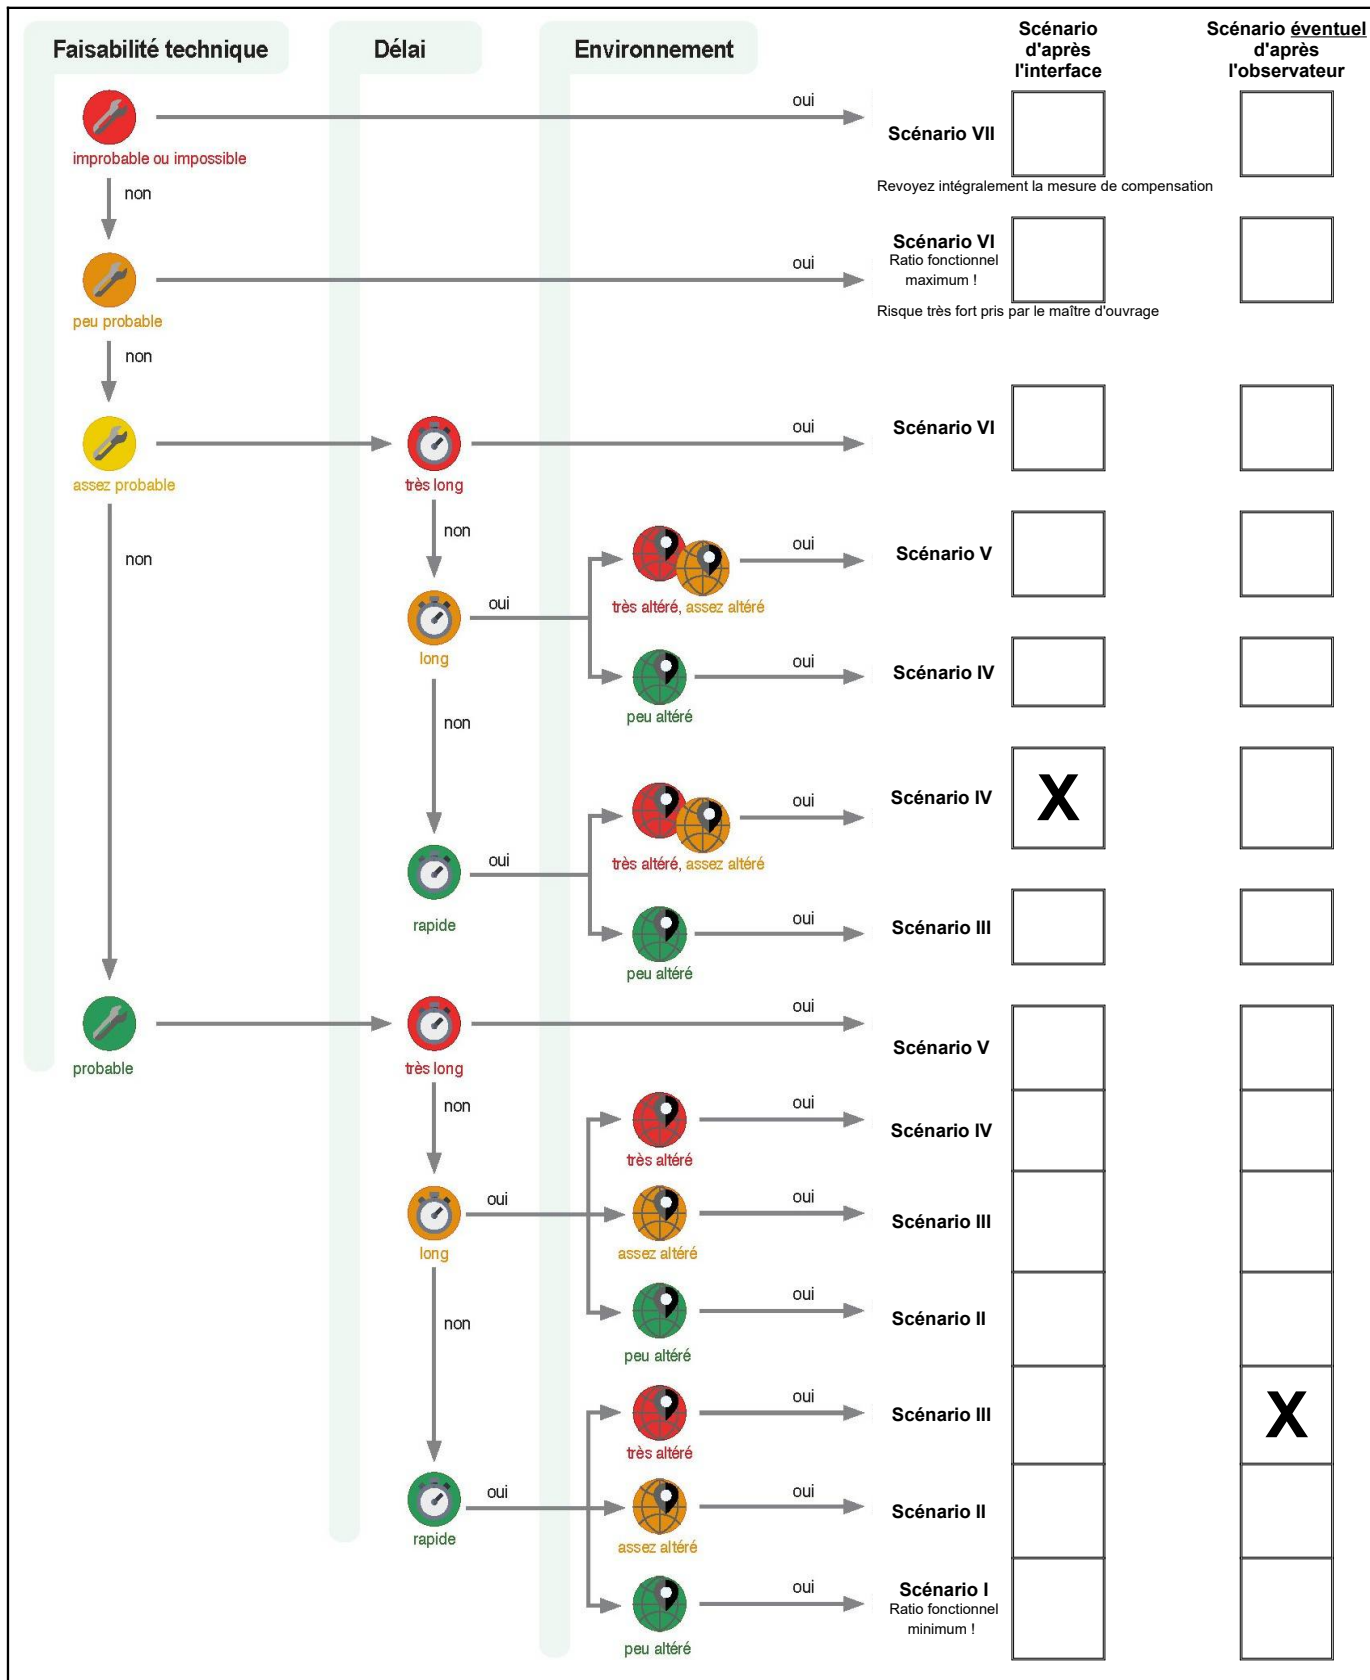 Faisabilité technique
Délai
Environnement
Scénario
d'après
l'interface
Scénario éventuel
d'après
l'observateur
oui
Scénario VII
improbable ou impossible
Revoyez intégralement la mesure de compensation
non
Scénario VI
Ratio fonctionnel
maximum !
oui
peu probable
Risque très fort pris par le maître d'ouvrage
non
oui
Scénario VI
assez probable
très long
non
non
oui
Scénario V
oui
très altéré, assez altéré
long
oui
Scénario IV
peu altéré
non
oui
Scénario IV
X
oui
très altéré, assez altéré
rapide
oui
Scénario III
peu altéré
oui
Scénario V
probable
très long
non
oui
Scénario IV
très altéré
oui
oui
Scénario III
long
assez altéré
oui
Scénario II
non
peu altéré
oui
Scénario III
X
très altéré
oui
oui
Scénario II
rapide
assez altéré
oui
Scénario I
Ratio fonctionnel
minimum !
peu altéré